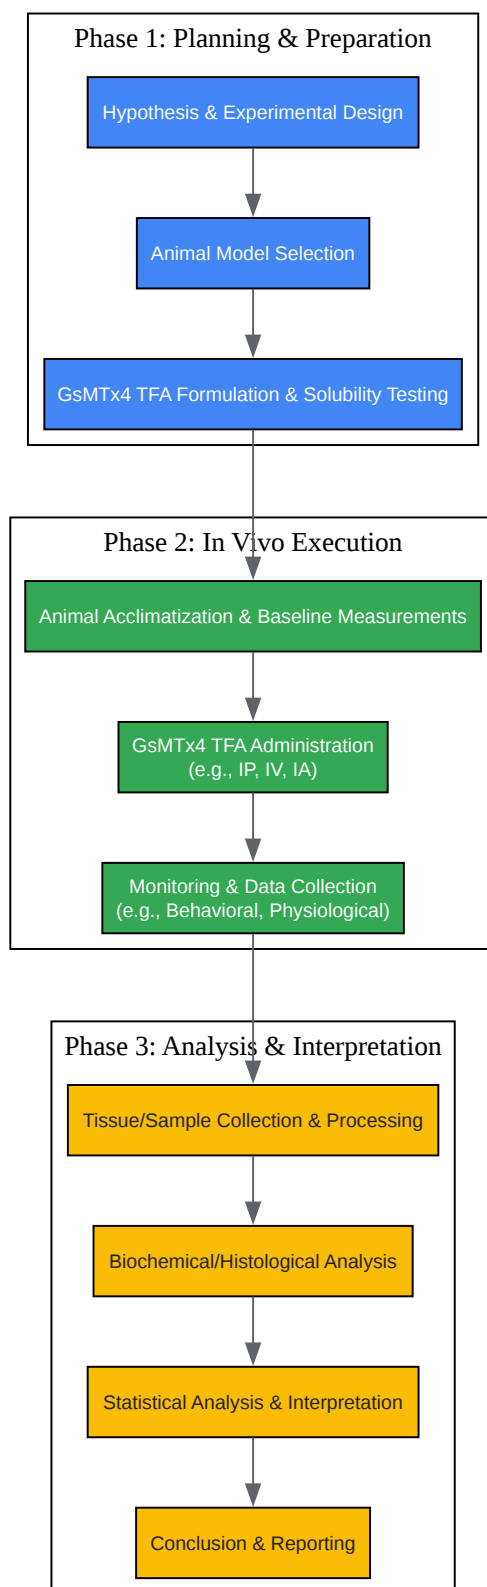 Phase 1: Planning & Preparation
Hypothesis & Experimental Design
Animal Model Selection
GsMTx4 TFA Formulation & Solubility Testing
Phase 2: In Vivo Execution
Animal Acclimatization & Baseline Measurements
GsMTx4 TFA Administration
(e.g., IP, IV, IA)
Monitoring & Data Collection
(e.g., Behavioral, Physiological)
Phase 3: Analysis & Interpretation
Tissue/Sample Collection & Processing
Biochemical/Histological Analysis
Statistical Analysis & Interpretation
Conclusion & Reporting